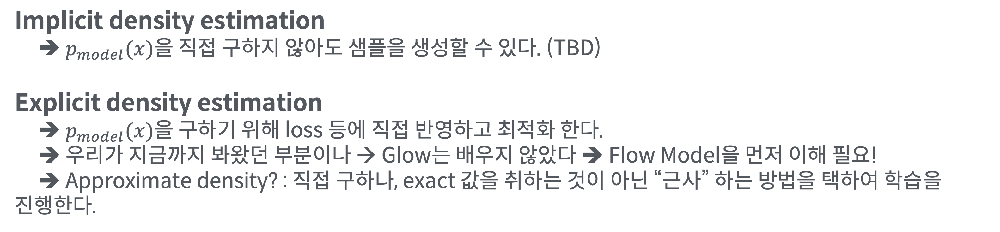 Implicit density estimation
➔ 𝑝𝑚𝑜𝑑𝑒𝑙(𝑥)을 직접 구하지 않아도 샘플을 생성할 수 있다. (TBD)
Explicit density estimation
➔ 𝑝𝑚𝑜𝑑𝑒𝑙(𝑥)을 구하기 위해 loss 등에 직접 반영하고 최적화 한다.
➔ 우리가 지금까지 봐왔던 부분이나 → Glow는 배우지 않았다 ➔ Flow Model을 먼저 이해 필요!
➔ Approximate density? : 직접 구하나, exact 값을 취하는 것이 아닌 “근사” 하는 방법을 택하여 학습을
진행한다.